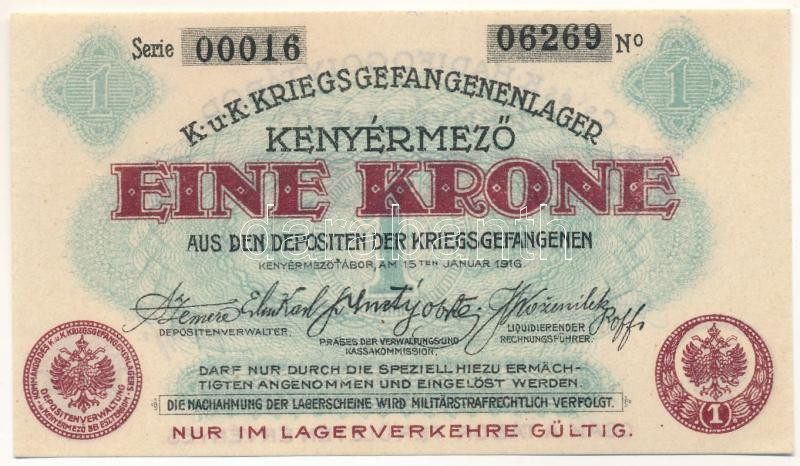 Serie 00016 06269 No
1 1
K. u K. KRIEGSGEFANGENENLAGER
KENYÉRMEZŐ
EINE KRONE
1
AUS DEN DEPOSITEN DER KRIEGSGEFANGENEN
KENYÉRMEZŐTÁBOR, AM 15TEN JANUAR 1916.
darabanth
DEPOSITENVERWALTER.
PRÄSES DER VERWALTUNGS-UND
KASSAKOMMISSION.
LIQUIDIERENDER
RECHNUNGSFÜHRER.
DARF NUR DURCH DIE SPEZIELL HIEZU ERMÄCH-
TIGTEN ANGENOMMEN UND EINGELÖST WERDEN.
DIE NACHAHMUNG DER LAGERSCHEINE WIRD MILITÄRSTRAFRECHTLICH VERFOLGT.
NUR IM LAGERVERKEHRE GÜLTIG.
DEPOSITENVERWALTUNG
1